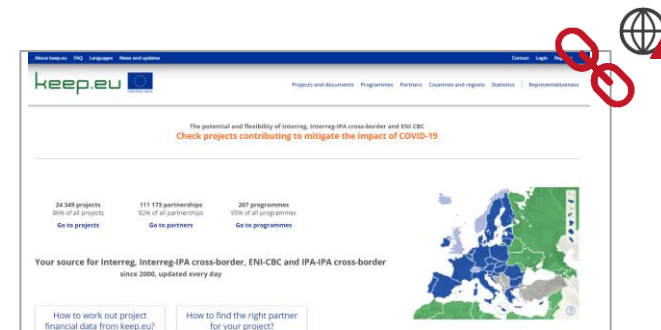 About keep.eu FAQ Languages News and updates Contact Login
keep.eu
Projects and documents Programmes Partners Countries and regions Statistics Representativeness
The potential and flexibility of Interreg, Interreg-IPA cross-border and ENI CBC
Check projects contributing to mitigate the impact of COVID-19
24 349 projects 111 173 partnerships 267 programmes
86% of all projects 82% of all partnerships 95% of all programmes
Go to projects Go to partners Go to programmes
Your source for Interreg, Interreg-IPA cross-border, ENI-CBC and IPA-IPA cross-border
since 2000, updated every day
How to work out project How to find the right partner
financial data from keep.eu? for your project?